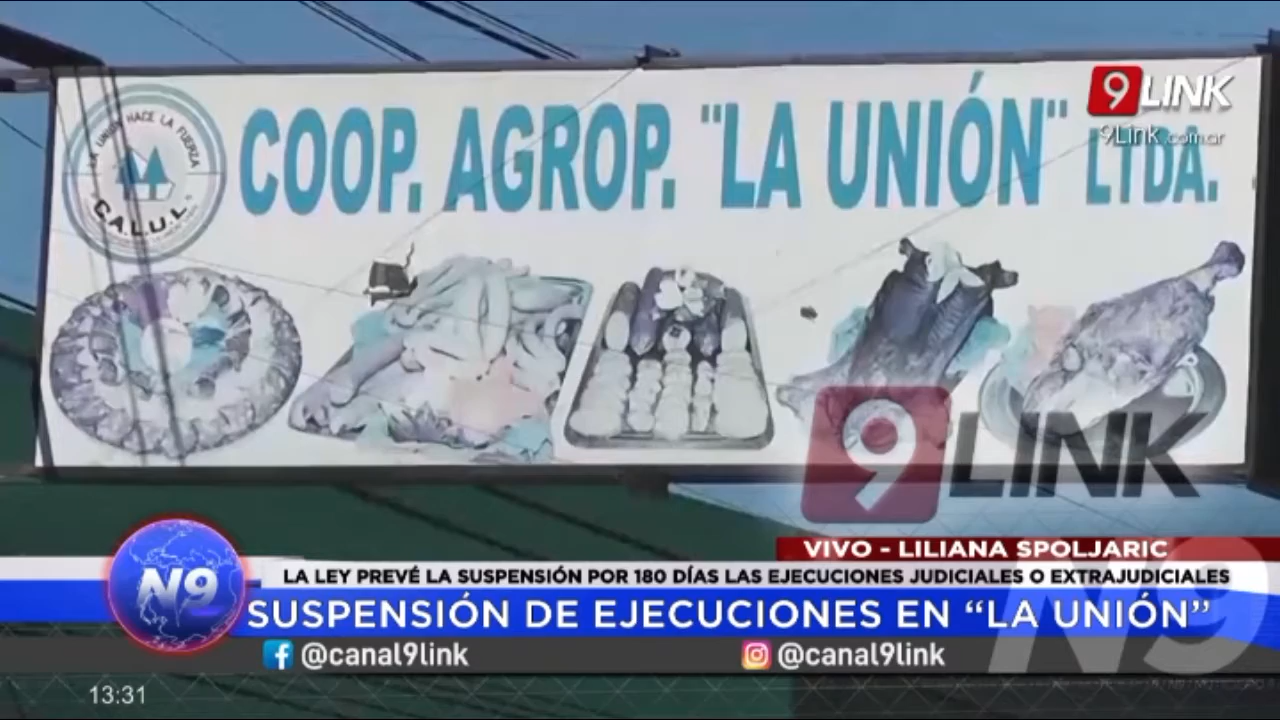 9 LINK
9Link.com.ar
COOP. AGROP. "LA UNIÓN" LTDA.
LA UNIÓN HACE LA FUERZA
C.A.L.U.L.
9 LINK
VIVO - LILIANA SPOLJARIC
LA LEY PREVÉ LA SUSPENSIÓN POR 180 DÍAS LAS EJECUCIONES JUDICIALES O EXTRAJUDICIALES
N9
SUSPENSIÓN DE EJECUCIONES EN “LA UNIÓN”
N9
@canal9link
@canal9link
13:31